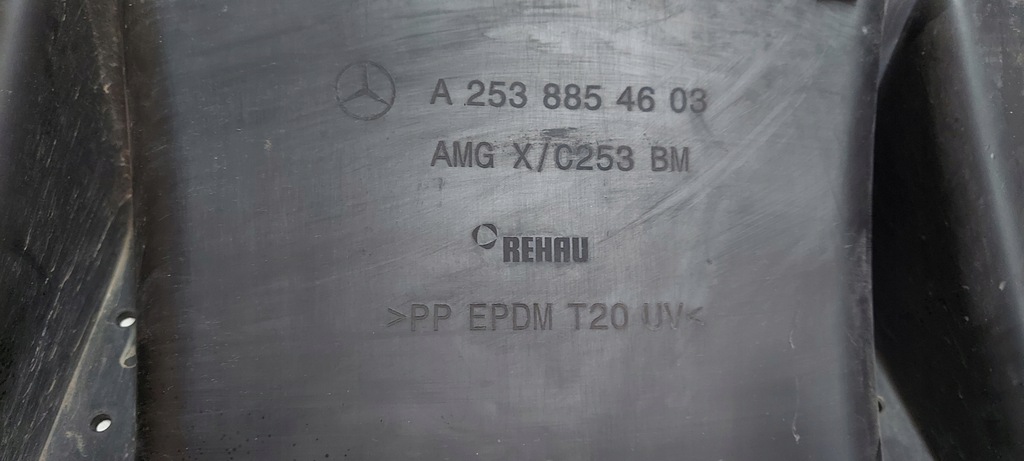 A 253 885 46 03
AMG X/C253 BM
REHAU
>PP EPDM T20 UV<